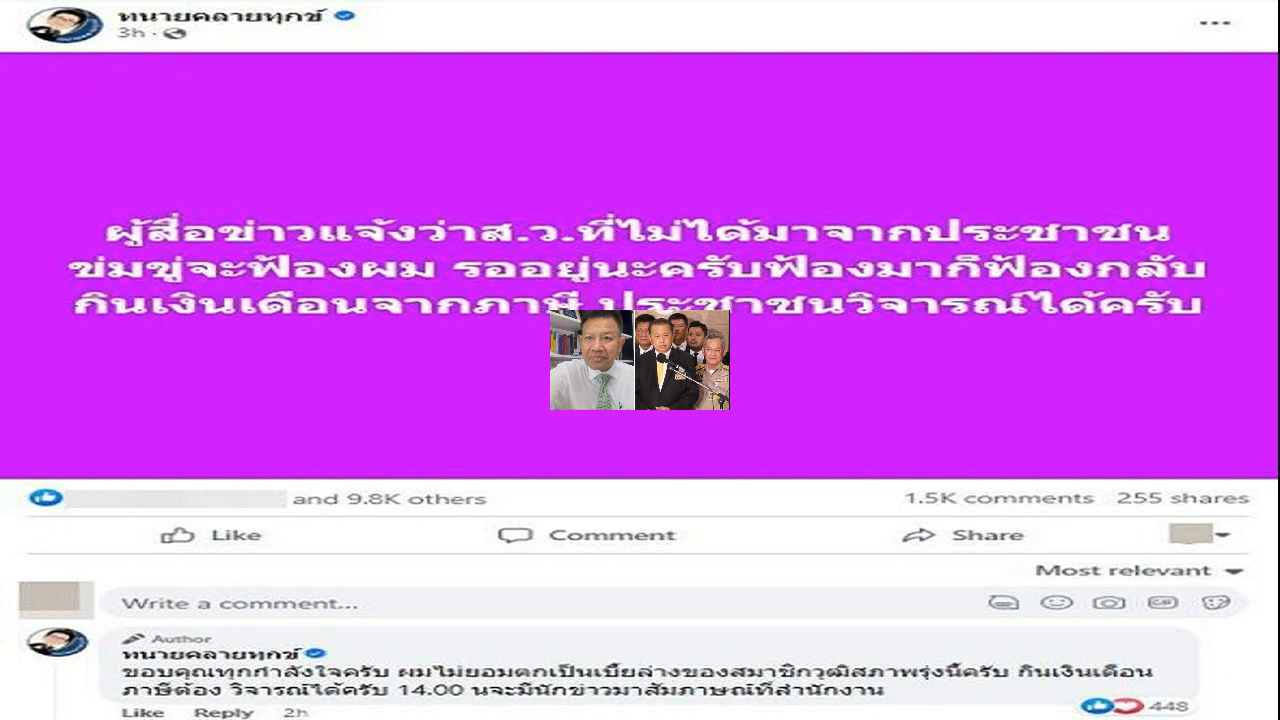 ทนายคลายทุกข์
3h ·
ผู้สื่อข่าวแจ้งว่าส.ว.ที่ไม่ได้มาจากประชาชน
ข่มขู่จะฟ้องผม รออยู่นะครับฟ้องมาก็ฟ้องกลับ
กินเงินเดือนจากภาษี ประชาชนวิจารณ์ได้ครับ
and 9.8K others 1.5K comments 255 shares
Like Comment Share
Most relevant
Write a comment... GIF
Author
ทนายคลายทุกข์
ขอบคุณทุกกำลังใจครับ ผมไม่ยอมตกเป็นเบี้ยล่างของสมาชิกวุฒิสภาพรุ่งนี้ครับ กินเงินเดือน
ภาษีต้อง วิจารณ์ได้ครับ 14.00 นจะมีนักข่าวมาสัมภาษณ์ที่สำนักงาน
448
Like Reply 2h